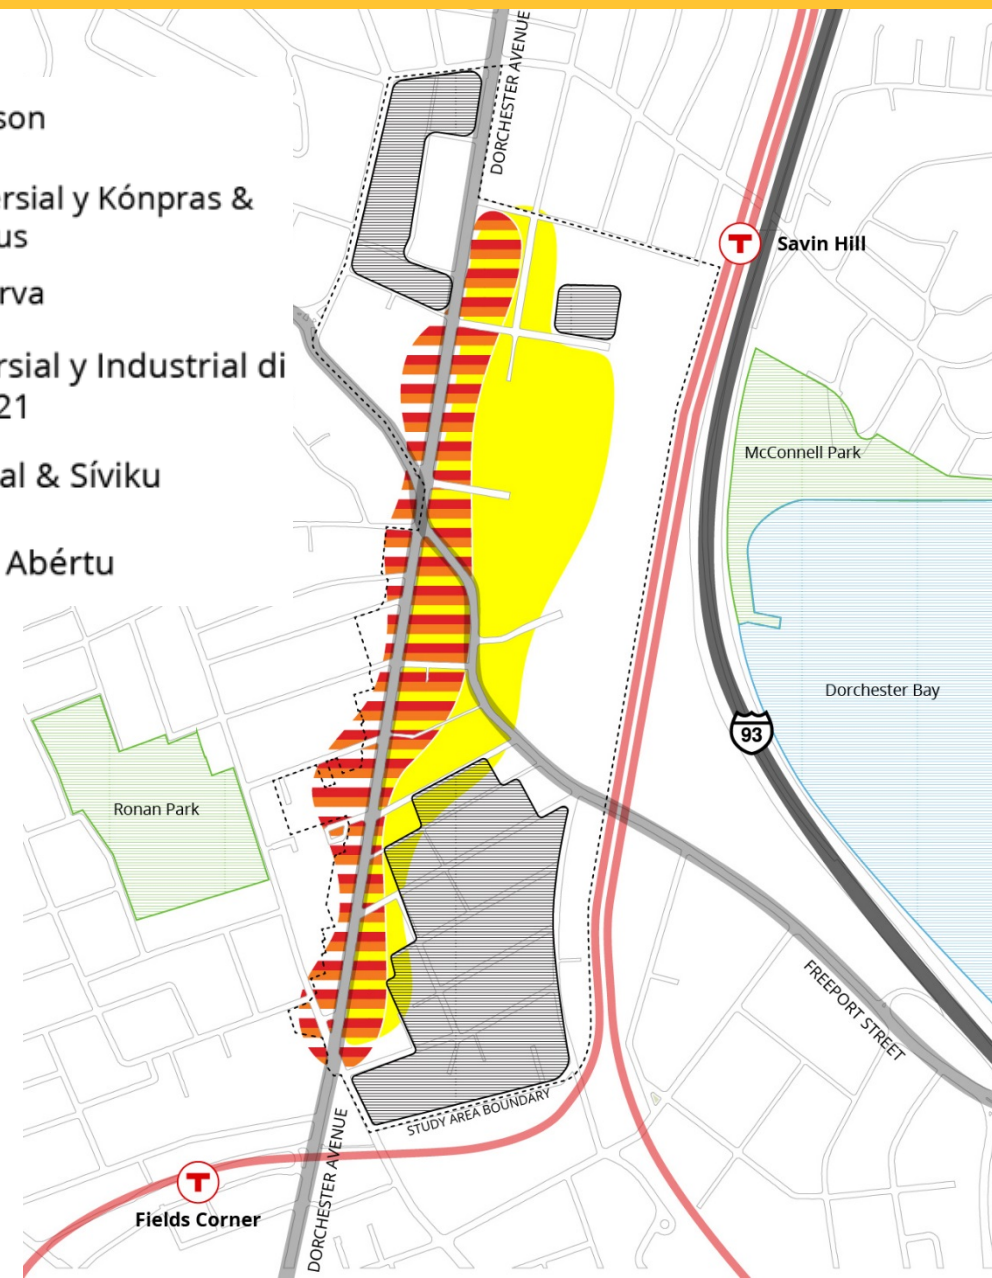 DORCHESTER AVENUE
son
ersial y Kónpras &
us
rva
rsial y Industrial di
21
al & Síviku
Abértu
T
Savin Hill
McConnell Park
Dorchester Bay
93
Ronan Park
FREEPORT STREET
STUDY AREA BOUNDARY
DORCHESTER AVENUE
T
Fields Corner